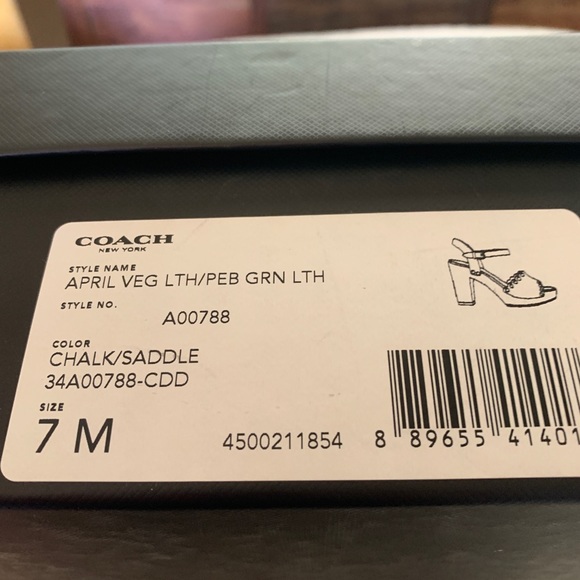 COACH
NEW YORK
STYLE NAME
APRIL VEG LTH/PEB GRN LTH
STYLE NO.
A00788
COLOR
CHALK/SADDLE
34A00788-CDD
SIZE
7 M
4500211854
8 89655 41401